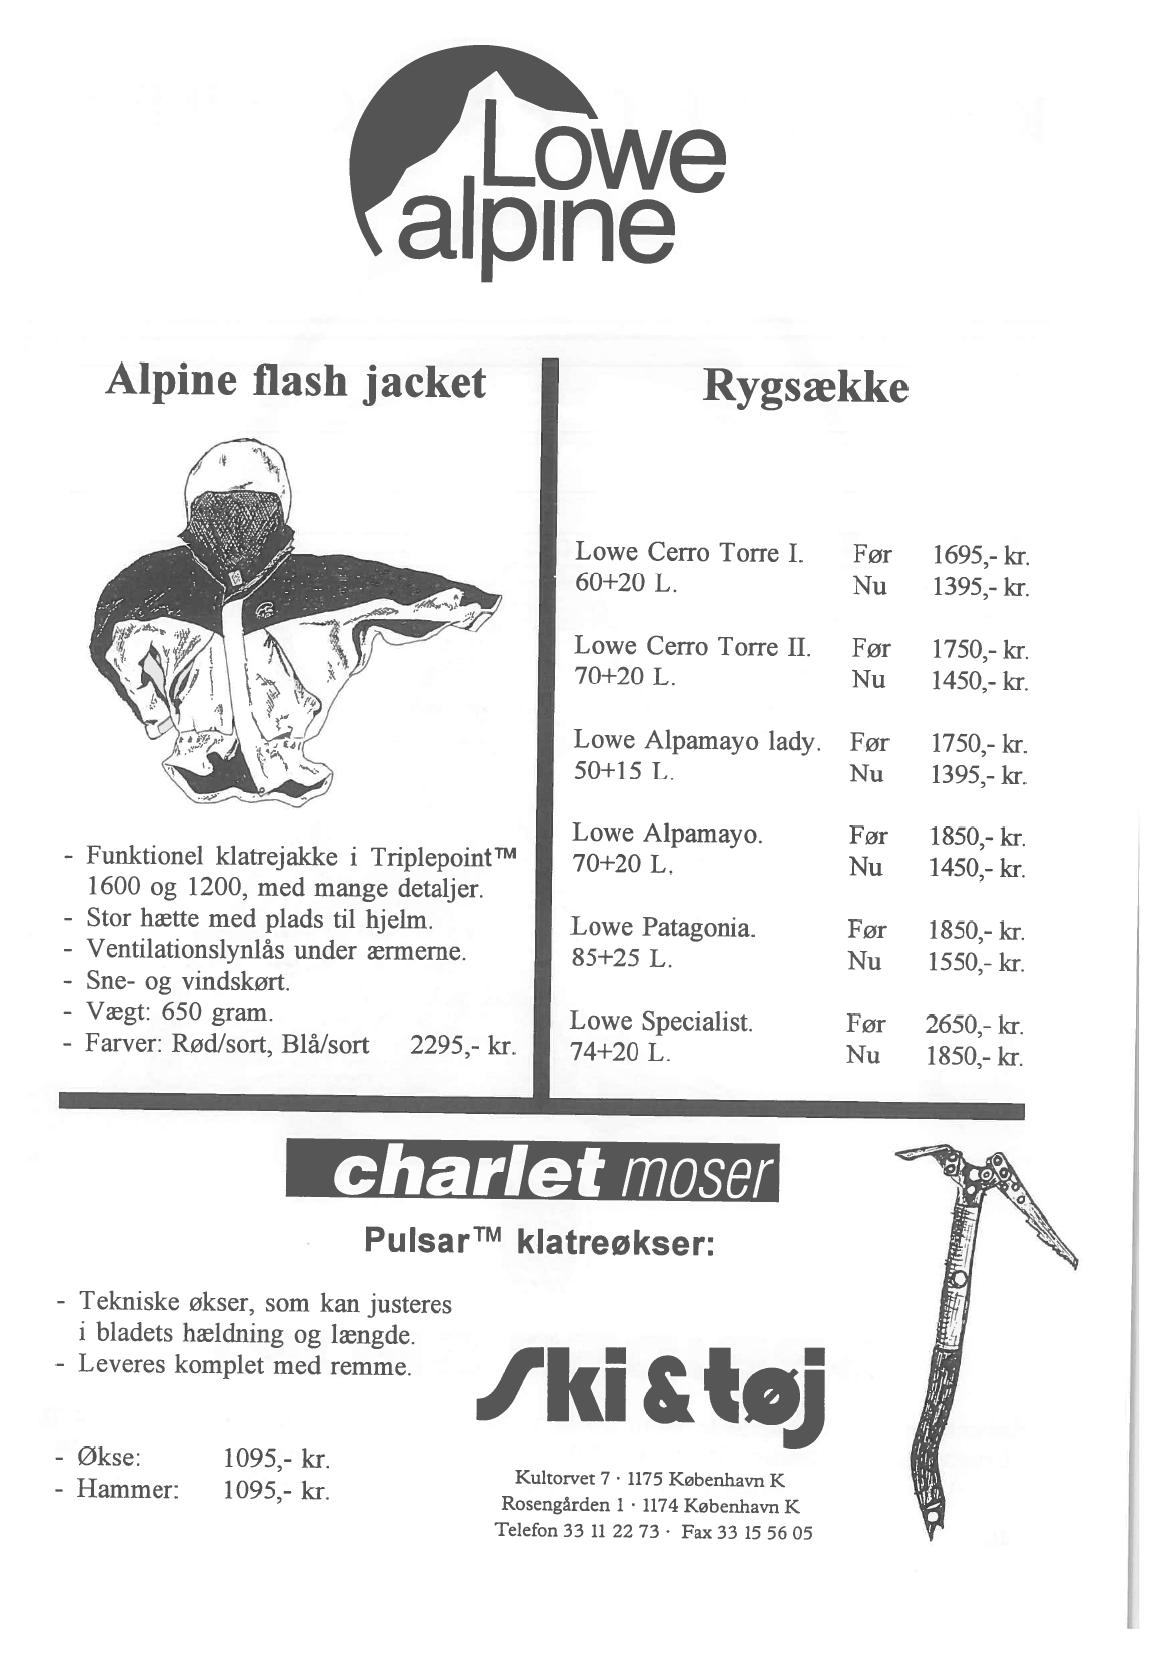 Lowe
alpine
Alpine flash jacket
- Funktionel klatrejakke i Triplepoint™
1600 og 1200, med mange detaljer.
- Stor hætte med plads til hjelm.
- Ventilationslynlås under ærmerne.
- Sne- og vindskørt.
- Vægt: 650 gram.
- Farver: Rød/sort, Blå/sort 2295,- kr.
Rygsække
Lowe Cerro Torre I. Før 1695,- kr.
60+20 L. Nu 1395,- kr.
Lowe Cerro Torre II. Før 1750,- kr.
70+20 L. Nu 1450,- kr.
Lowe Alpamayo lady. Før 1750,- kr.
50+15 L. Nu 1395,- kr.
Lowe Alpamayo. Før 1850,- kr.
70+20 L. Nu 1450,- kr.
Lowe Patagonia. Før 1850,- kr.
85+25 L. Nu 1550,- kr.
Lowe Specialist. Før 2650,- kr.
74+20 L. Nu 1850,- kr.
charlet moser
Pulsar™ klatreøkser:
- Tekniske økser, som kan justeres
i bladets hældning og længde.
- Leveres komplet med remme.
- Økse: 1095,- kr.
- Hammer: 1095,- kr.
Ski & tøj
Kultorvet 7 · 1175 København K
Rosengården 1 · 1174 København K
Telefon 33 11 22 73 · Fax 33 15 56 05